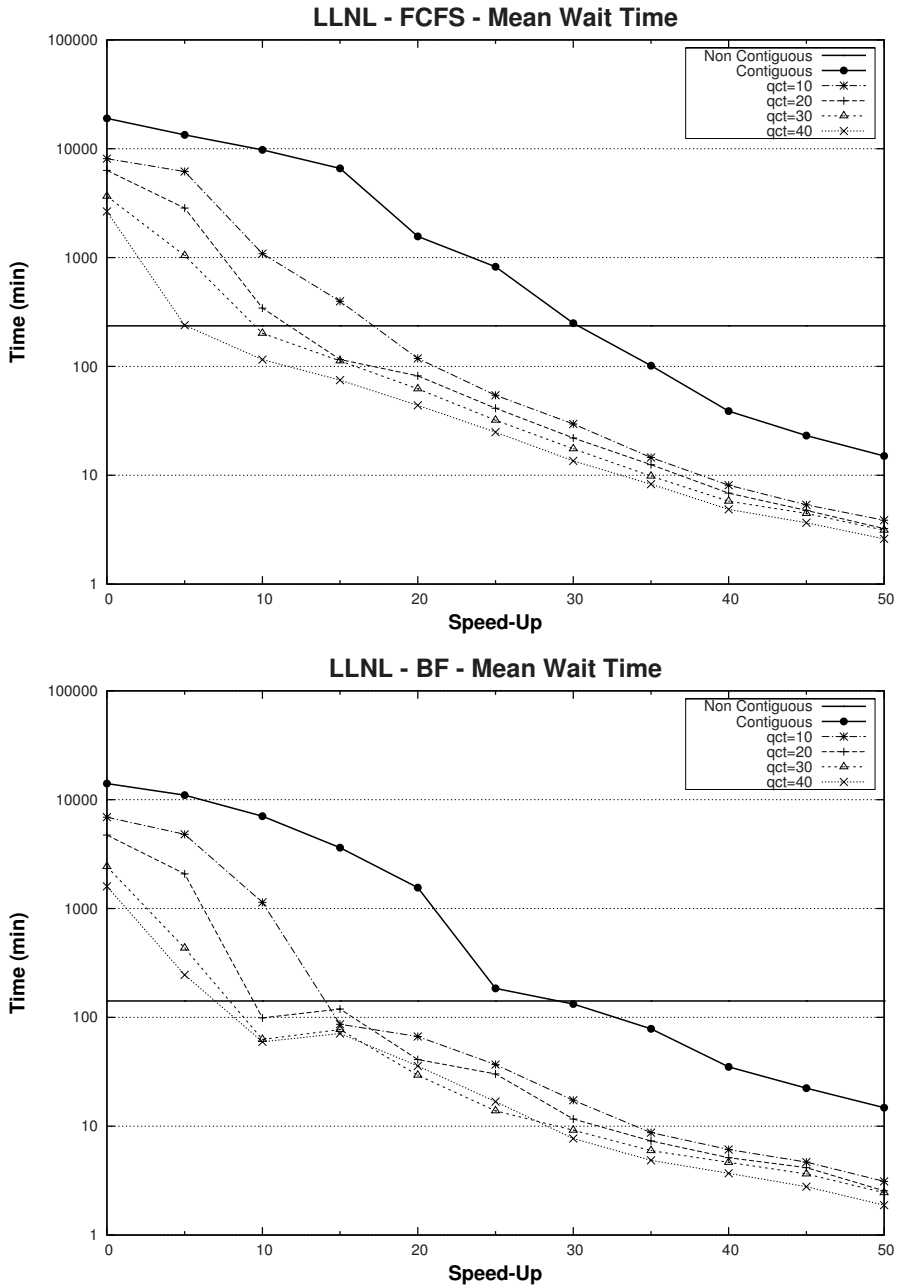 LLNL - FCFS - Mean Wait Time
100000
10000
1000
100
10
1
Time (min)
Non Contiguous
Contiguous
qct=10
qct=20
qct=30
qct=40
0 10 20 30 40 50
Speed-Up
LLNL - BF - Mean Wait Time
100000
10000
1000
100
10
1
Time (min)
Non Contiguous
Contiguous
qct=10
qct=20
qct=30
qct=40
0 10 20 30 40 50
Speed-Up